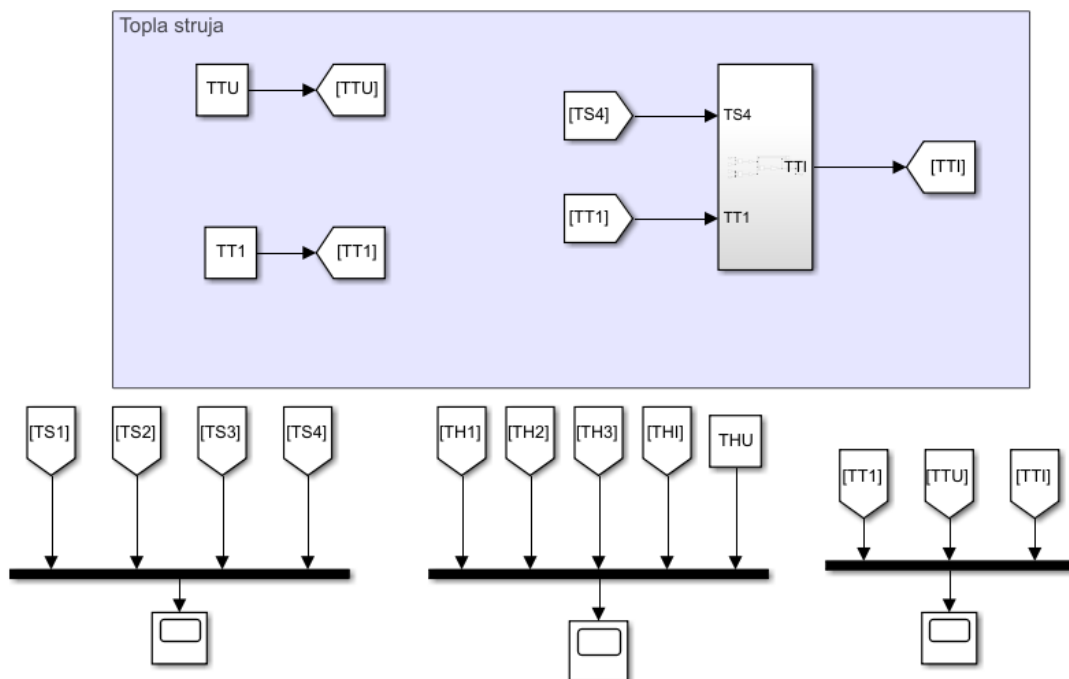 Topla struja
TTU
[TTU]
[TS4]
TS4
TTI
[TTI]
TT1
[TT1]
[TT1]
TT1
[TS1]
[TS2]
[TS3]
[TS4]
[TH1]
[TH2]
[TH3]
[THI]
THU
[TT1]
[TTU]
[TTI]